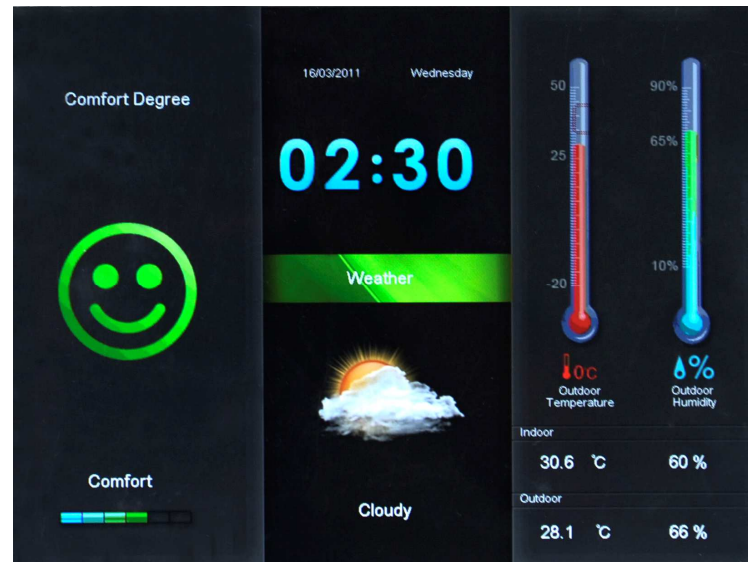 Comfort Degree
Comfort
16/03/2011 Wednesday
02:30
Weather
Cloudy
50
25
-20
90%
65%
10%
0C
Outdoor
Temperature
%
Outdoor
Humidity
Indoor
30.6 ℃ 60 %
Outdoor
28.1 ℃ 66 %